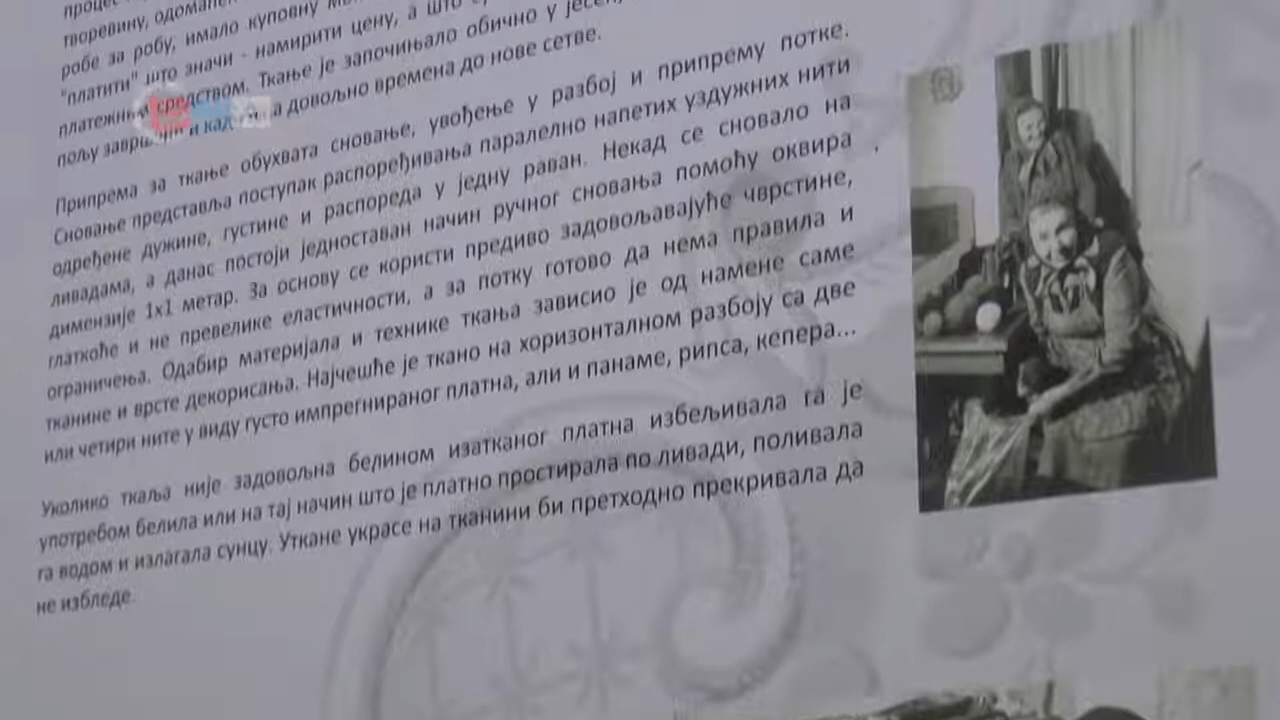 творевину,
робе за робу, имало куповну
"платити" што значи - намирити цену, а што
платежним средством. Ткање је започињало обично у јесен,
пољу и довољно времена до нове сетве.
Припрема за ткање обухвата сновање, увођење у разбој и припрему потке.
Сновање представља поступак распоређивања паралелно напетих уздужних нити
одређене дужине, густине и распореда у једну раван. Некад се сновало на
ливадама, а данас постоји једноставан начин ручног сновања помоћу оквира
димензије 1x1 метар. За основу се користи предиво задовољавајуће чврстине,
глаткоће и не превелике еластичности, а за потку готово да нема правила и
ограничења. Одабир материјала и технике ткања зависио је од намене саме
тканине и врсте декорисања. Најчешће је ткано на хоризонталном разбоју са две
или четири ните у виду густо импрегнираног платна, али и панаме, рипса, кепера...
Уколико ткаља није задовољна белином изатканог платна избељивала га је
употребом белила или на тај начин што је платно простирала по ливади, поливала
га водом и излагала сунцу. Уткане украсе на тканини би претходно прекривала да
не избледе.